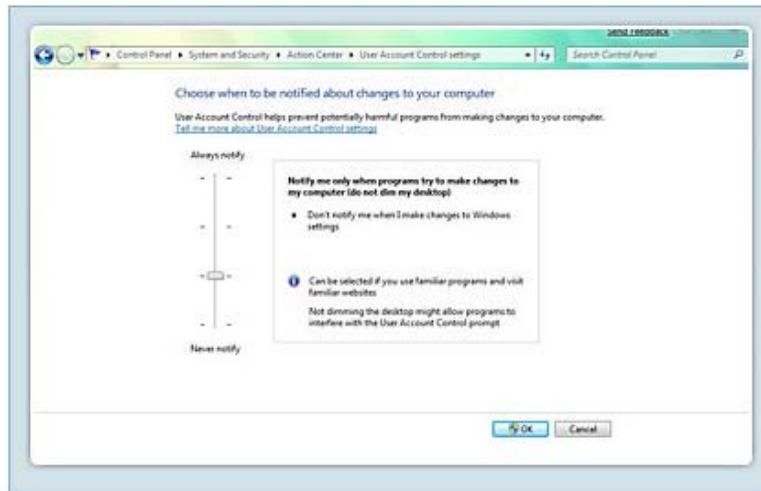 Send Feedback
Control Panel ▸ System and Security ▸ Action Center ▸ User Account Control settings
Search Control Panel
Choose when to be notified about changes to your computer
User Account Control helps prevent potentially harmful programs from making changes to your computer.
Tell me more about User Account Control settings
Always notify
Notify me only when programs try to make changes to
my computer (do not dim my desktop)
• Don't notify me when I make changes to Windows
settings
Can be selected if you use familiar programs and visit
familiar websites
Not dimming the desktop might allow programs to
interfere with the User Account Control prompt
Never notify
OK
Cancel